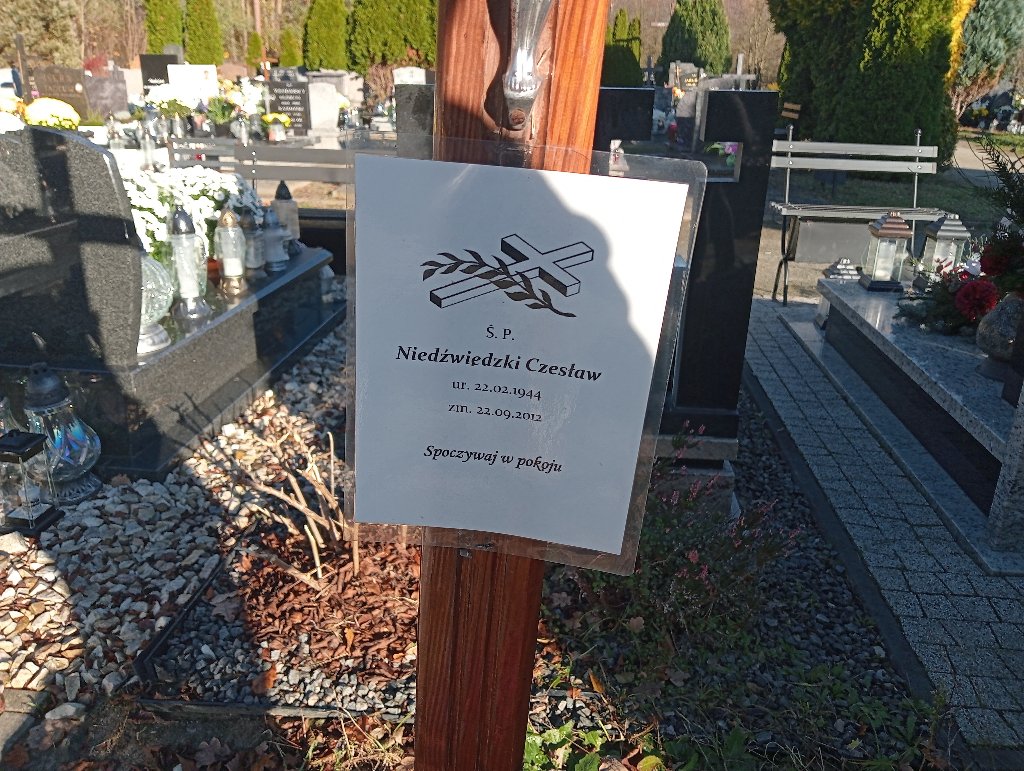 Ś. P.
Niedźwiedzki Czesław
ur. 22.02.1944
zm. 22.09.2012
Spoczywaj w pokoju